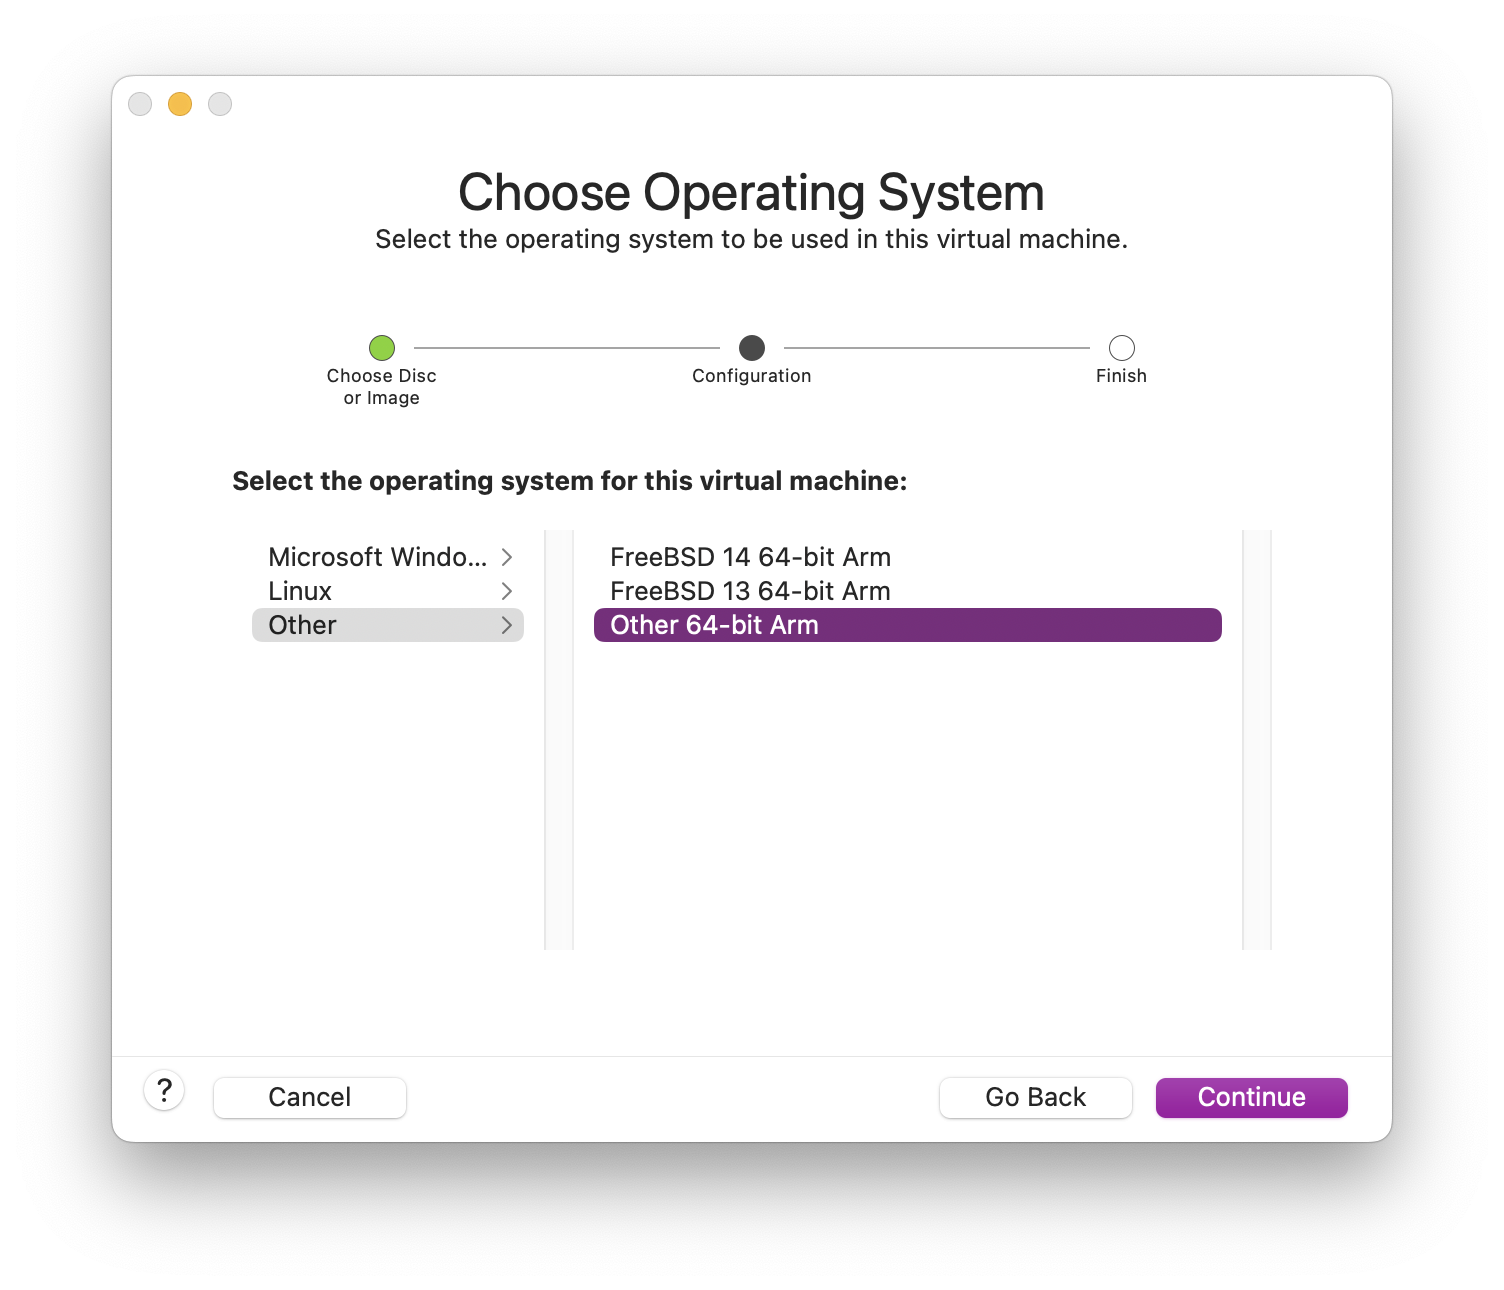 Choose Operating System
Select the operating system to be used in this virtual machine.
Choose Disc
or Image
Configuration
Finish
Select the operating system for this virtual machine:
Microsoft Windo...
Linux
Other
FreeBSD 14 64-bit Arm
FreeBSD 13 64-bit Arm
Other 64-bit Arm
?
Cancel
Go Back
Continue